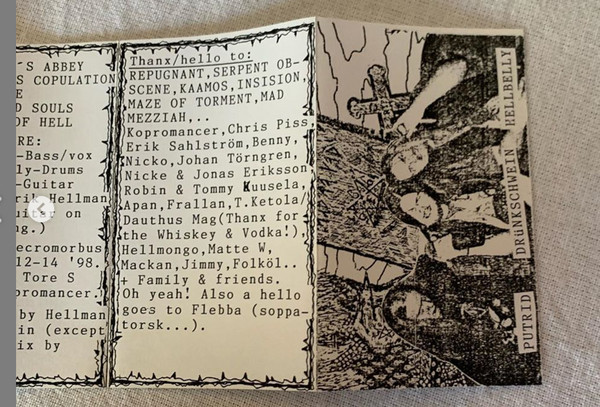 'S ABBEY
S COPULATION
E
D SOULS
OF HELL
RE:
-Bass/vox
ly-Drums
-Guitar
rik Hellman
uitar on
ng.)
ecromorbus
12-14 '98.
Tore S
promancer.
by Hellman
in (except
ix by
Thanx/hello to:
REPUGNANT, SERPENT OB-
SCENE, KAAMOS, INSISION,
MAZE OF TORMENT, MAD
MEZZIAH,..
Kopromancer, Chris Piss,
Erik Sahlström, Benny,
Nicko, Johan Törngren,
Nicke & Jonas Eriksson
Robin & Tommy Kuusela,
Apan, Frallan, T.Ketola/
Dauthus Mag(Thanx for
the Whiskey & Vodka!),
Hellmongo, Matte W,
Mackan, Jimmy, Folköl..
+ Family & friends.
Oh yeah! Also a hello
goes to Flebba (soppa-
torsk...).
PUTRID
DRUNKSCHWEIN
HELLBELLY